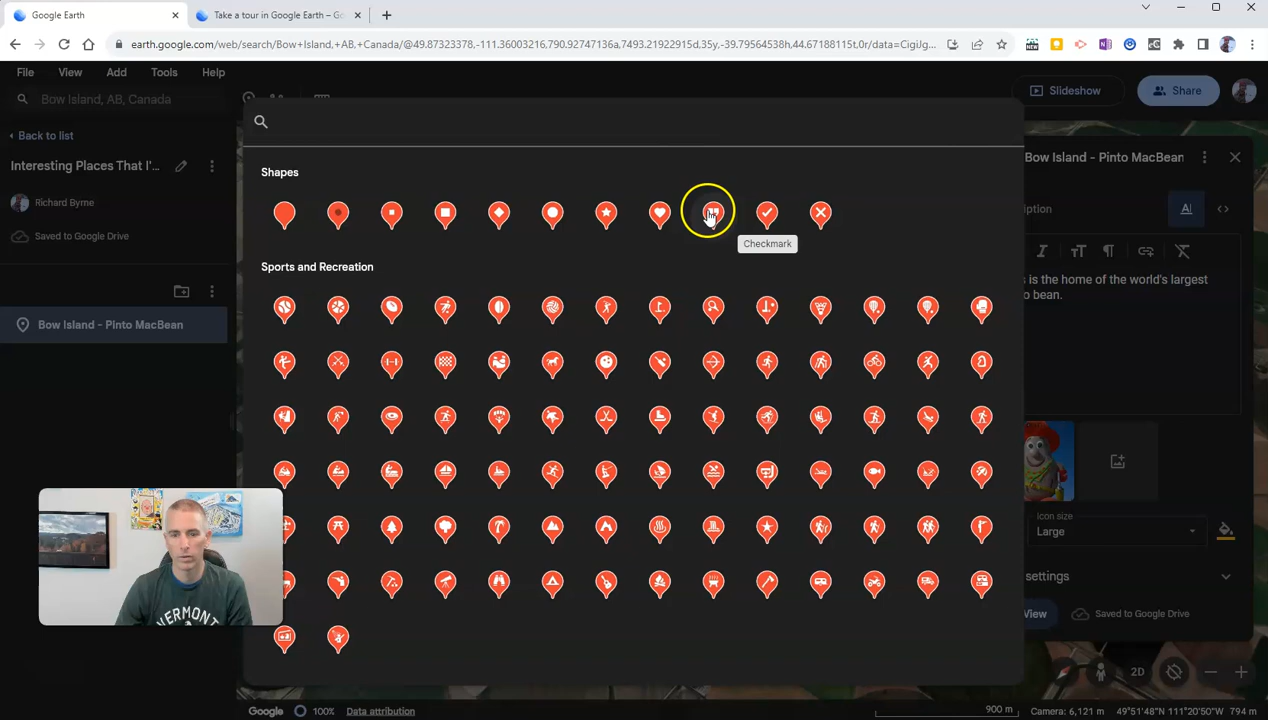 Google Earth
Take a tour in Google Earth – Go
earth.google.com/web/search/Bow+Island,+AB,+Canada/@49.87323378,-111.36003216,790.92747136a,7493.21922915d,35y,-39.79564538h,44.67188115t,0r/data=CigiJg...
File View Add Tools Help
Bow Island, AB, Canada
Slideshow
Share
Back to list
Interesting Places That I'...
Richard Byrne
Saved to Google Drive
Bow Island - Pinto MacBean
Shapes
Checkmark
Sports and Recreation
Bow Island - Pinto MacBean
ption
s is the home of the world's largest
o bean.
Icon size
Large
settings
View
Saved to Google Drive
2D
VERMONT
Google
100%
Data attribution
900 m
Camera: 6,121 m
49°51'48"N 111°20'50"W
794 m